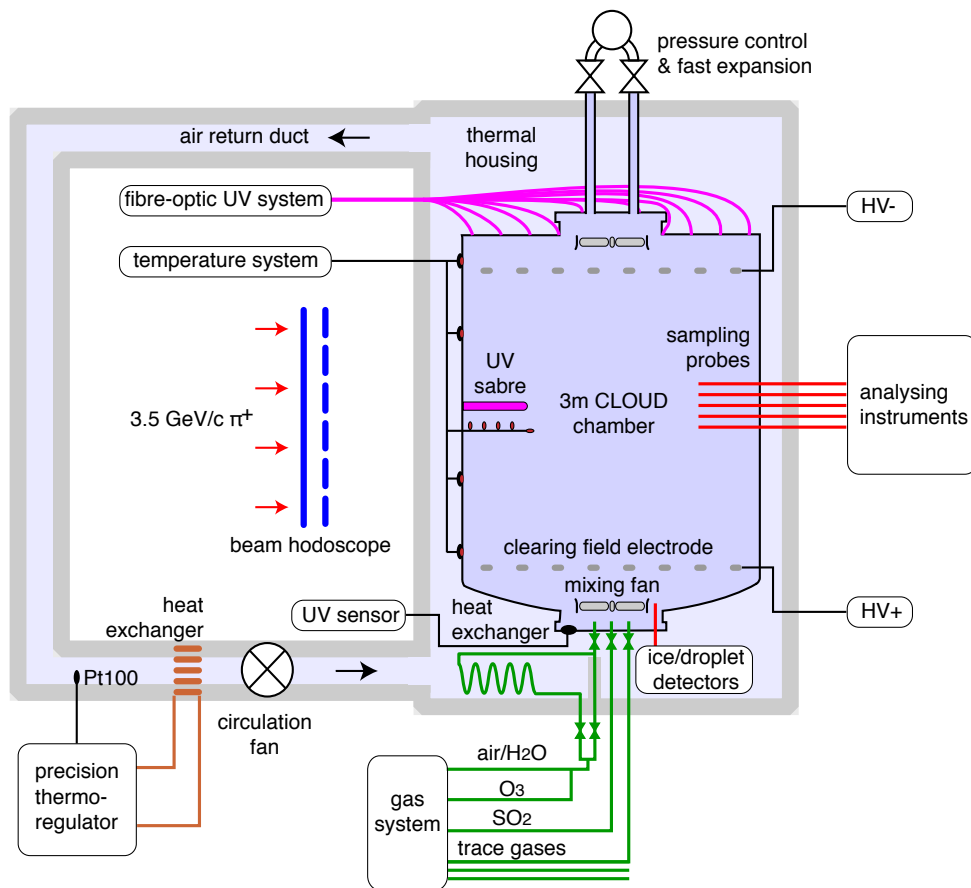 pressure control
& fast expansion
air return duct
thermal
housing
fibre-optic UV system
HV-
temperature system
sampling
probes
UV
sabre
3m CLOUD
chamber
analysing
instruments
3.5 GeV/c π+
beam hodoscope
clearing field electrode
mixing fan
heat
exchanger
UV sensor
heat
exchanger
HV+
ice/droplet
detectors
Pt100
circulation
fan
precision
thermo-
regulator
air/H2O
O3
gas
system
SO2
trace gases